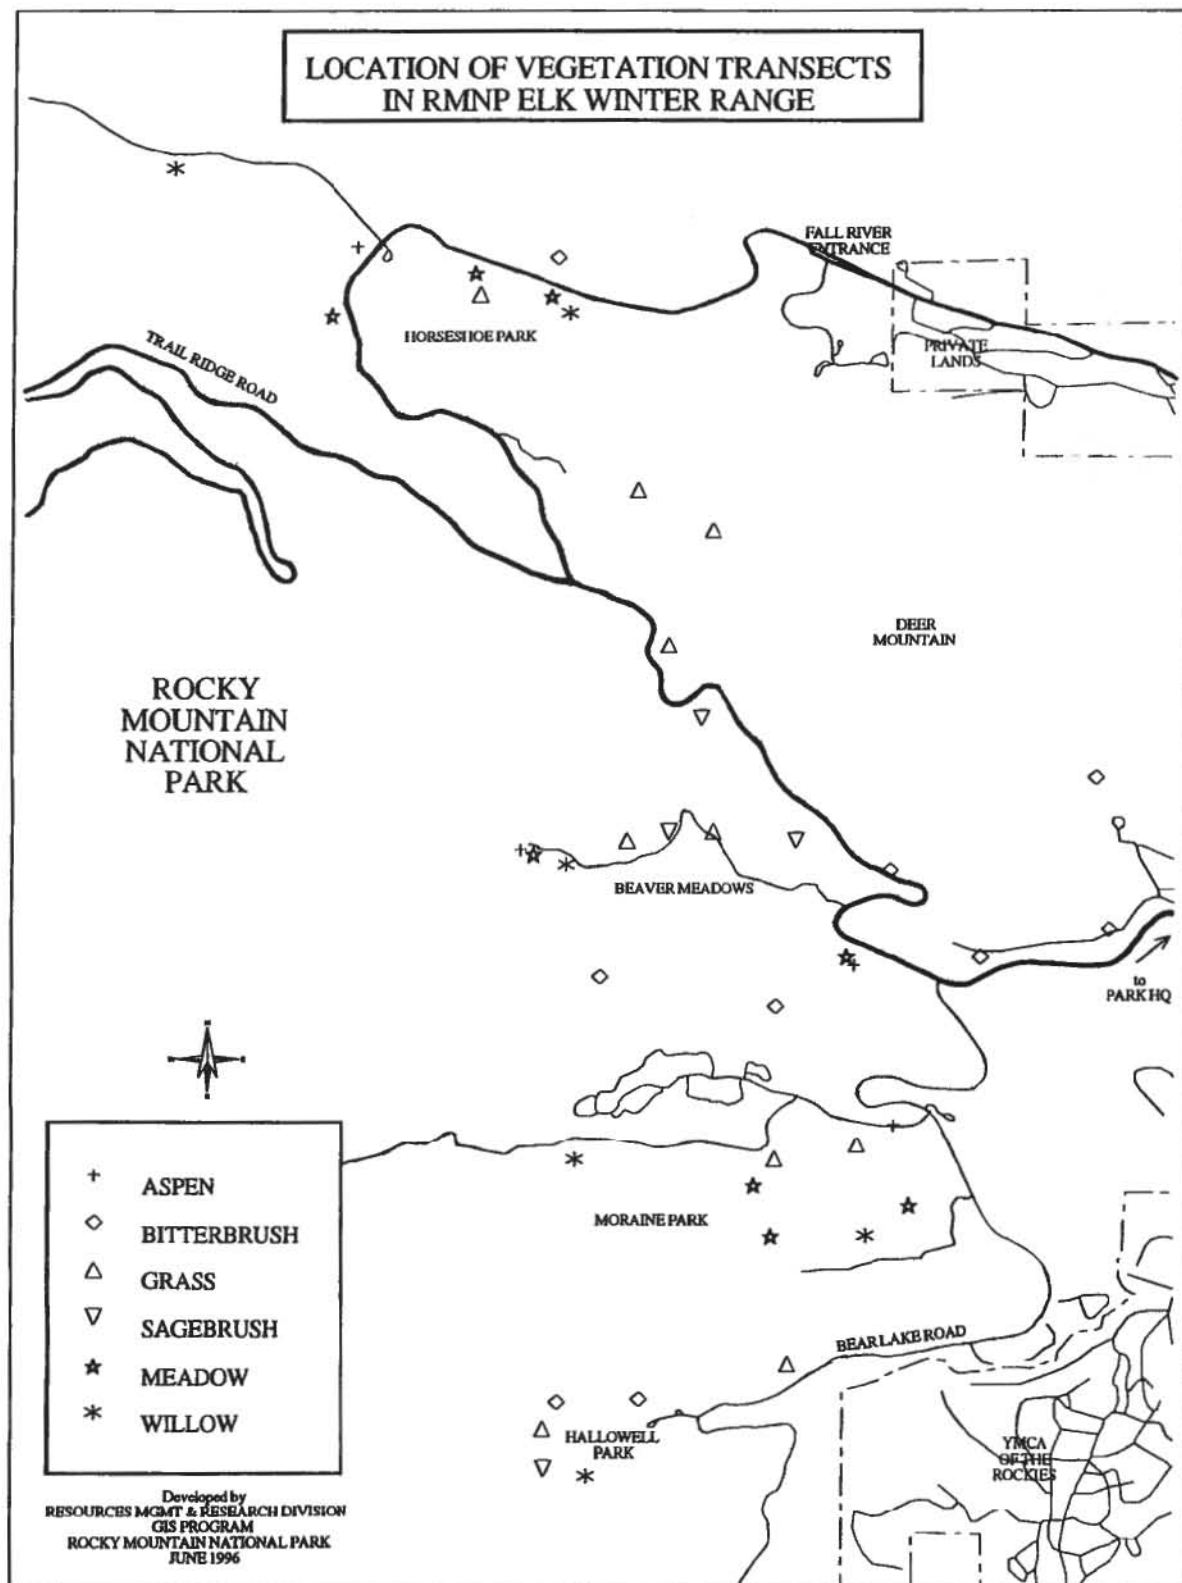 LOCATION OF VEGETATION TRANSECTS
IN RMNP ELK WINTER RANGE
FALL RIVER
ENTRANCE
HORSESHOE PARK
PRIVATE
LANDS
TRAIL RIDGE ROAD
DEER
MOUNTAIN
ROCKY
MOUNTAIN
NATIONAL
PARK
BEAVER MEADOWS
to
PARK HQ
ASPEN
BITTERBRUSH
GRASS
SAGEBRUSH
MEADOW
WILLOW
MORAINE PARK
BEAR LAKE ROAD
HALLOWELL
PARK
YMCA
OF THE
ROCKIES
Developed by
RESOURCES MGMT & RESEARCH DIVISION
GIS PROGRAM
ROCKY MOUNTAIN NATIONAL PARK
JUNE 1996